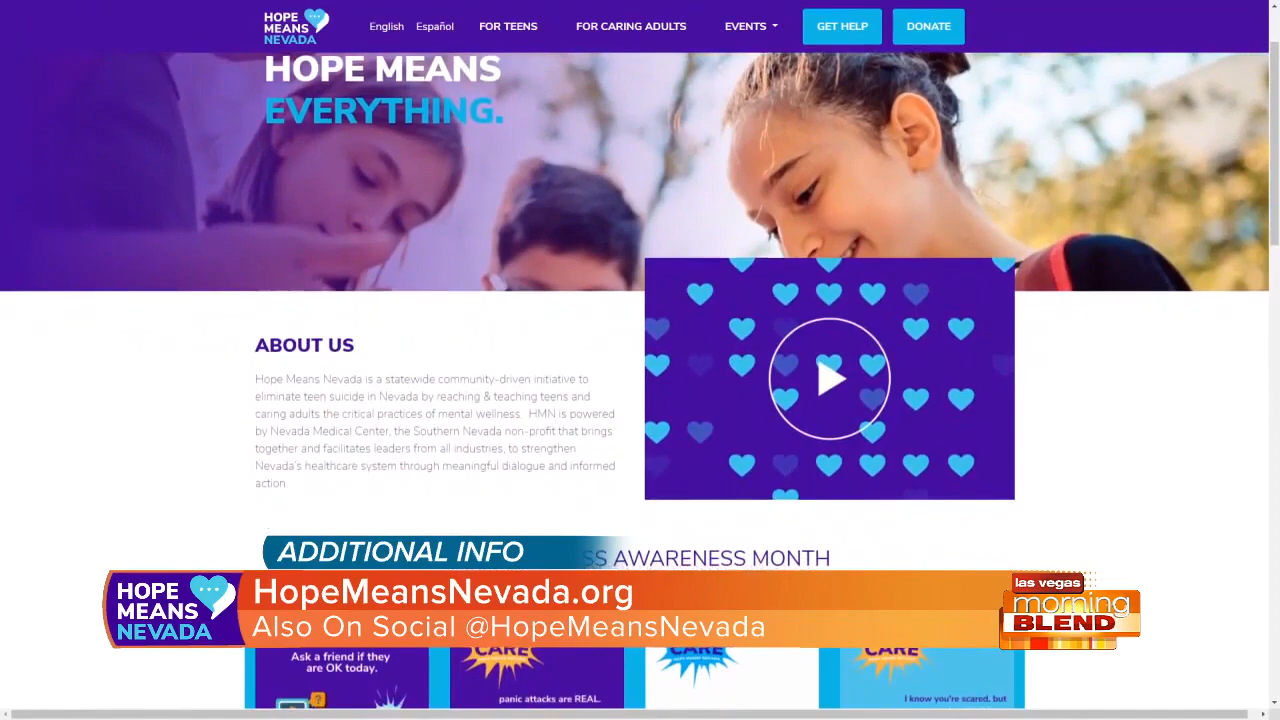 HOPE
MEANS
NEVADA
English Español FOR TEENS FOR CARING ADULTS EVENTS GET HELP DONATE
HOPE MEANS
EVERYTHING.
ABOUT US
Hope Means Nevada is a statewide community-driven initiative to
eliminate teen suicide in Nevada by reaching & teaching teens and
caring adults the critical practices of mental wellness. HMN is powered
by Nevada Medical Center, the Southern Nevada non-profit that brings
together and facilitates leaders from all industries, to strengthen
Nevada's healthcare system through meaningful dialogue and informed
action.
SS AWARENESS MONTH
ADDITIONAL INFO
HOPE
MEANS
NEVADA
HopeMeansNevada.org
Also On Social @HopeMeansNevada
las vegas
morning
BLEND
Ask a friend if they
are OK today.
?
CARE
panic attacks are REAL.
CARE
CARE
I know you're scared, but